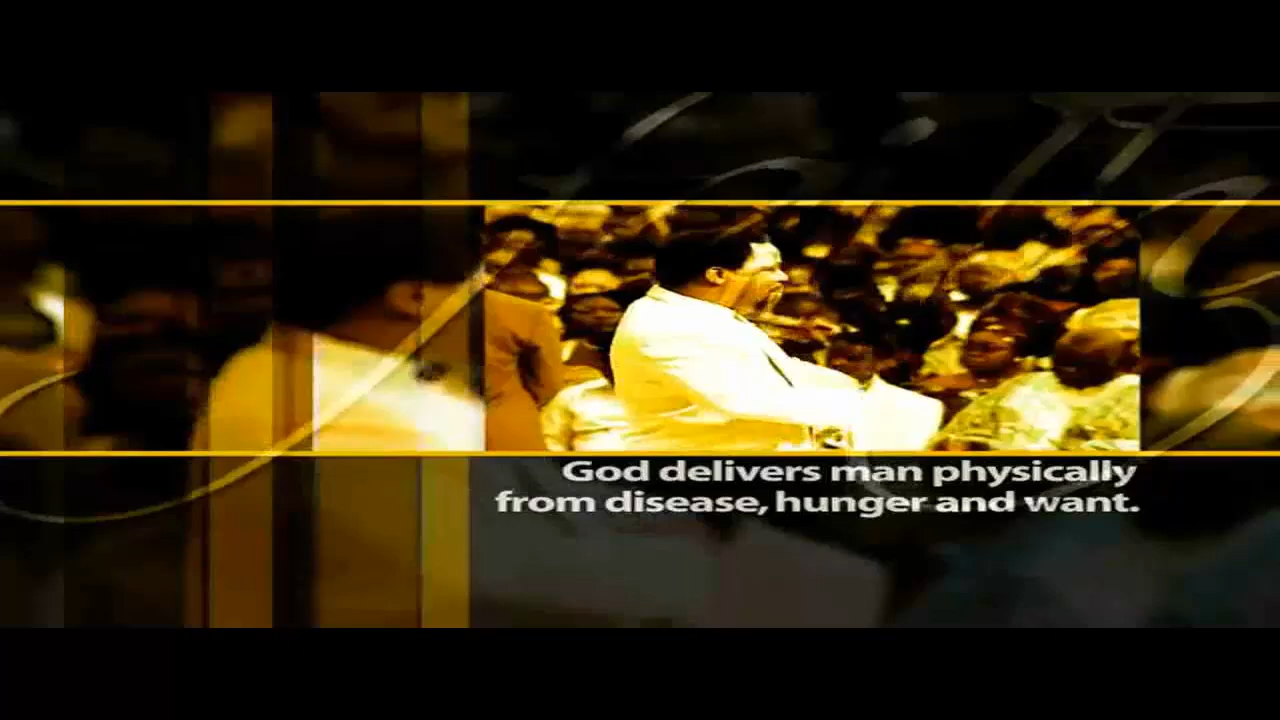 God delivers man physically
from disease, hunger and want.